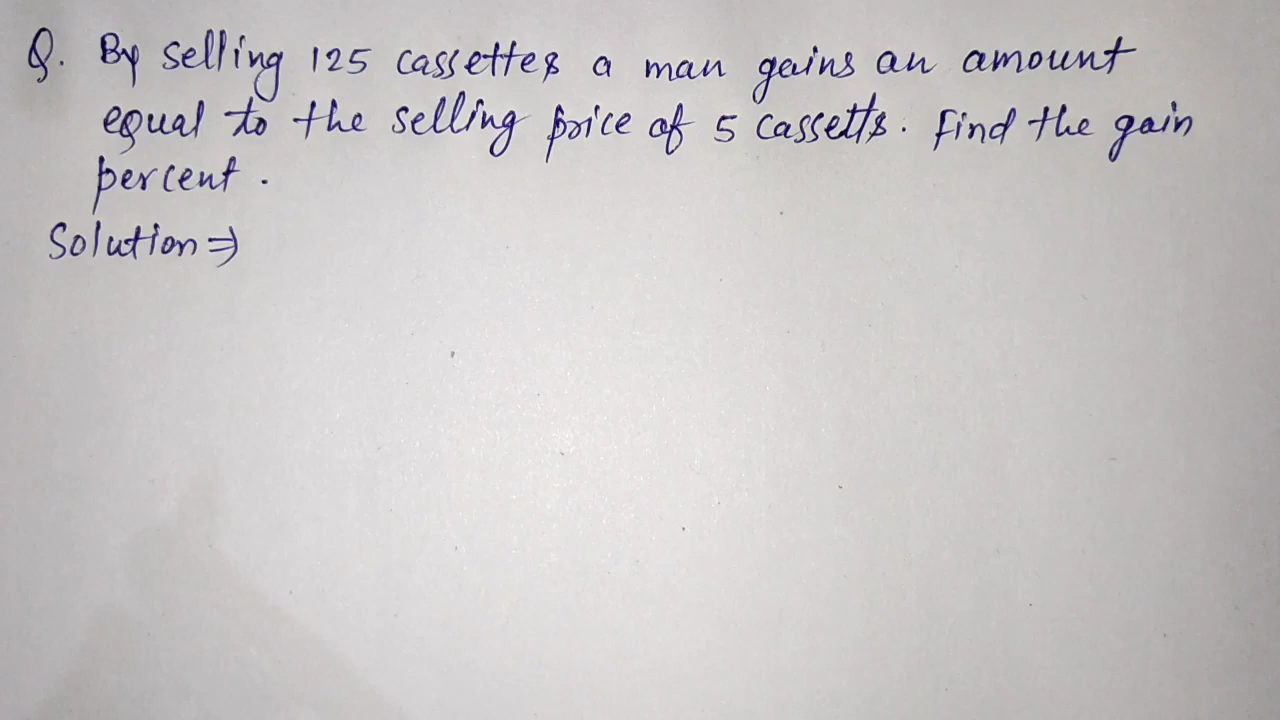 Q. By selling 125 cassettes a man gains an amount
equal to the selling price of 5 cassetts. Find the gain
percent.
Solution ⇒